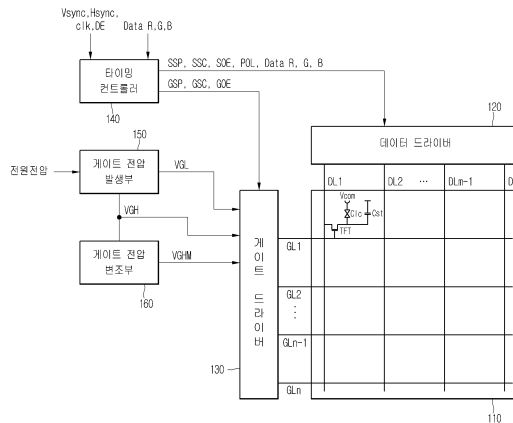 Vsync,Hsync,
clk,DE
Data R,G,B
SSP, SSC, SOE, POL, Data R, G, B
타이밍
컨트롤러
GSP, GSC, GOE
140
120
데이터 드라이버
150
게이트 전압
발생부
전원전압
VGL
DL1
DL2
…
DLm-1
D
VGH
Vcom
Clc
Cst
TFT
게이트 전압
변조부
VGHM
160
게이트 드라이버
GL1
GL2
⋮
GLn-1
130
GLn
110